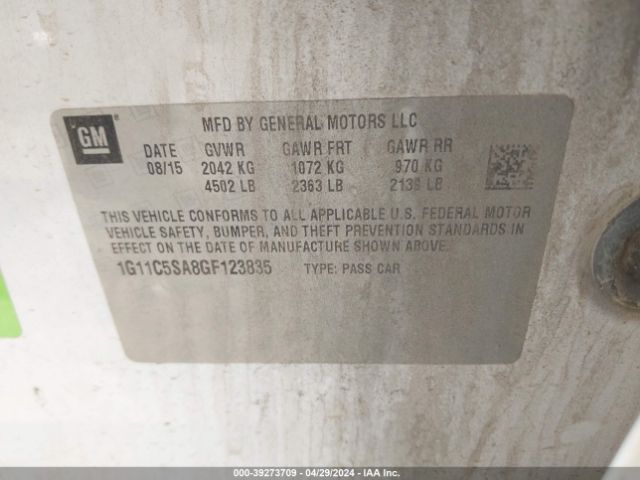 GM
MFD BY GENERAL MOTORS LLC
DATE GVWR GAWR FRT GAWR RR
08/15 2042 KG 1072 KG 970 KG
4502 LB 2363 LB 2138 LB
THIS VEHICLE CONFORMS TO ALL APPLICABLE U.S. FEDERAL MOTOR
VEHICLE SAFETY, BUMPER, AND THEFT PREVENTION STANDARDS IN
EFFECT ON THE DATE OF MANUFACTURE SHOWN ABOVE.
1G11C5SA8GF123835 TYPE: PASS CAR
000-39273709 - 04/29/2024 - IAA Inc.